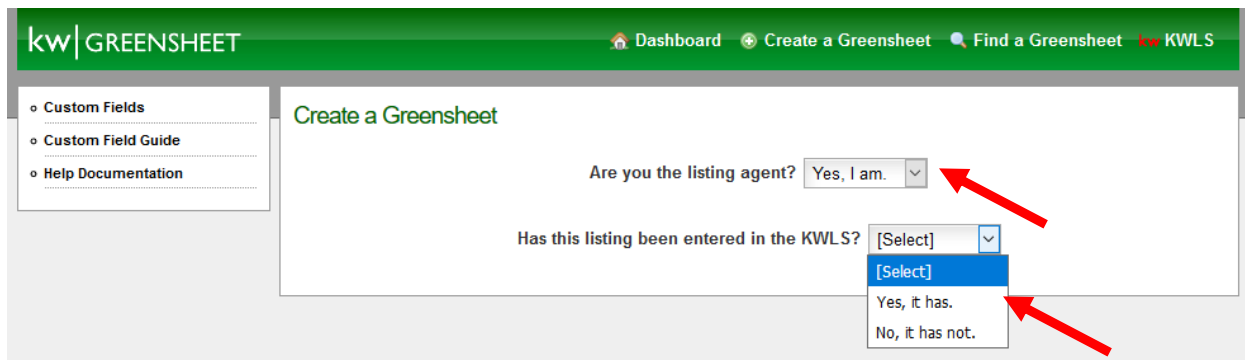 kw GREENSHEET
Dashboard Create a Greensheet Find a Greensheet kw KWLS
Custom Fields
Custom Field Guide
Help Documentation
Create a Greensheet
Are you the listing agent? Yes, I am.
Has this listing been entered in the KWLS? [Select]
[Select]
Yes, it has.
No, it has not.